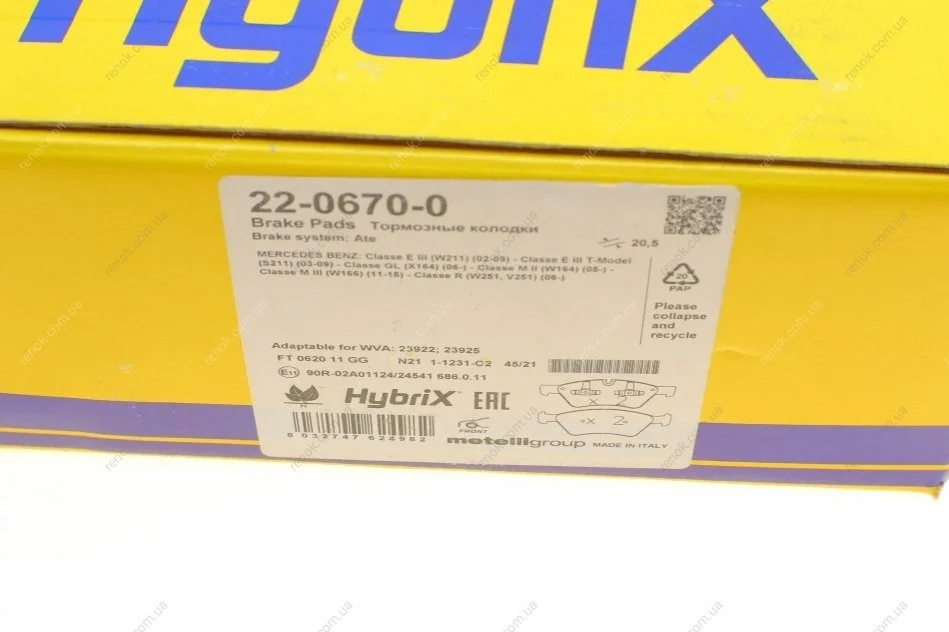 HybriX
22-0670-0
Brake Pads Тормозные колодки
Brake system: Ate
20,5
MERCEDES BENZ: Classe E III (W211) (02-09) - Classe E III T-Model
(S211) (03-09) - Classe GL (X164) (06-) - Classe M II (W164) (05-) -
Classe M III (W166) (11-15) - Classe R (W251, V251) (06-)
20
PAP
Please
collapse
and
recycle
Adaptable for WVA: 23922; 23925
FT 0620 11 GG N21 1-1231-C2 45/21
E11 90R-02A01124/24541 686.0.11
x 2
x 2
HybriX EAC
8 032747 624982
FRONT
metelligroup MADE IN ITALY
renok.com.ua